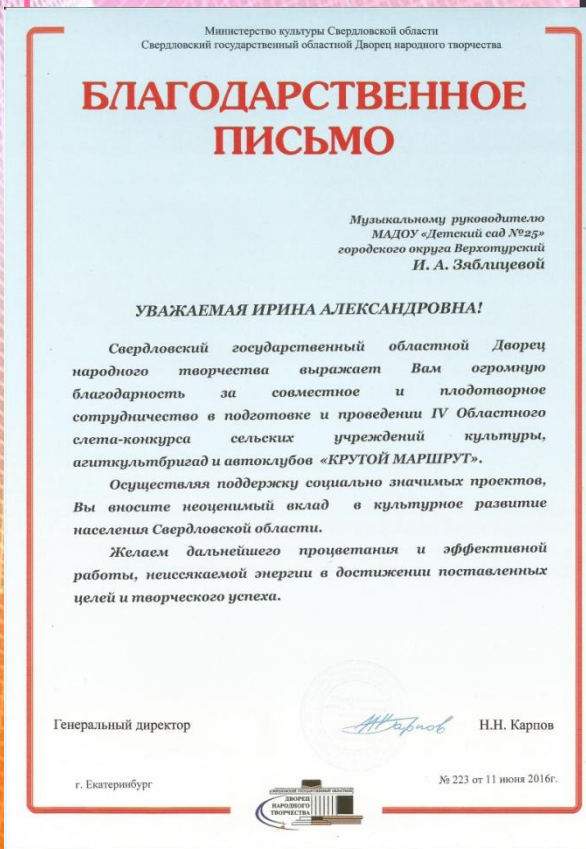 Министерство культуры Свердловской области
Свердловский государственный областной Дворец народного творчества
БЛАГОДАРСТВЕННОЕ
ПИСЬМО
Музыкальному руководителю
МАДОУ «Детский сад №25»
городского округа Верхотурский
И. А. Зяблицевой
УВАЖАЕМАЯ ИРИНА АЛЕКСАНДРОВНА!
Свердловский государственный областной Дворец
народного творчества выражает Вам огромную
благодарность за совместное и плодотворное
сотрудничество в подготовке и проведении IV Областного
слета-конкурса сельских учреждений культуры,
агиткультбригад и автоклубов «КРУТОЙ МАРШРУТ».
Осуществляя поддержку социально значимых проектов,
Вы вносите неоценимый вклад в культурное развитие
населения Свердловской области.
Желаем дальнейшего процветания и эффективной
работы, неиссякаемой энергии в достижении поставленных
целей и творческого успеха.
Генеральный директор Н.Н. Карпов
г. Екатеринбург № 223 от 11 июня 2016г.
ДВОРЕЦ
НАРОДНОГО
ТВОРЧЕСТВА